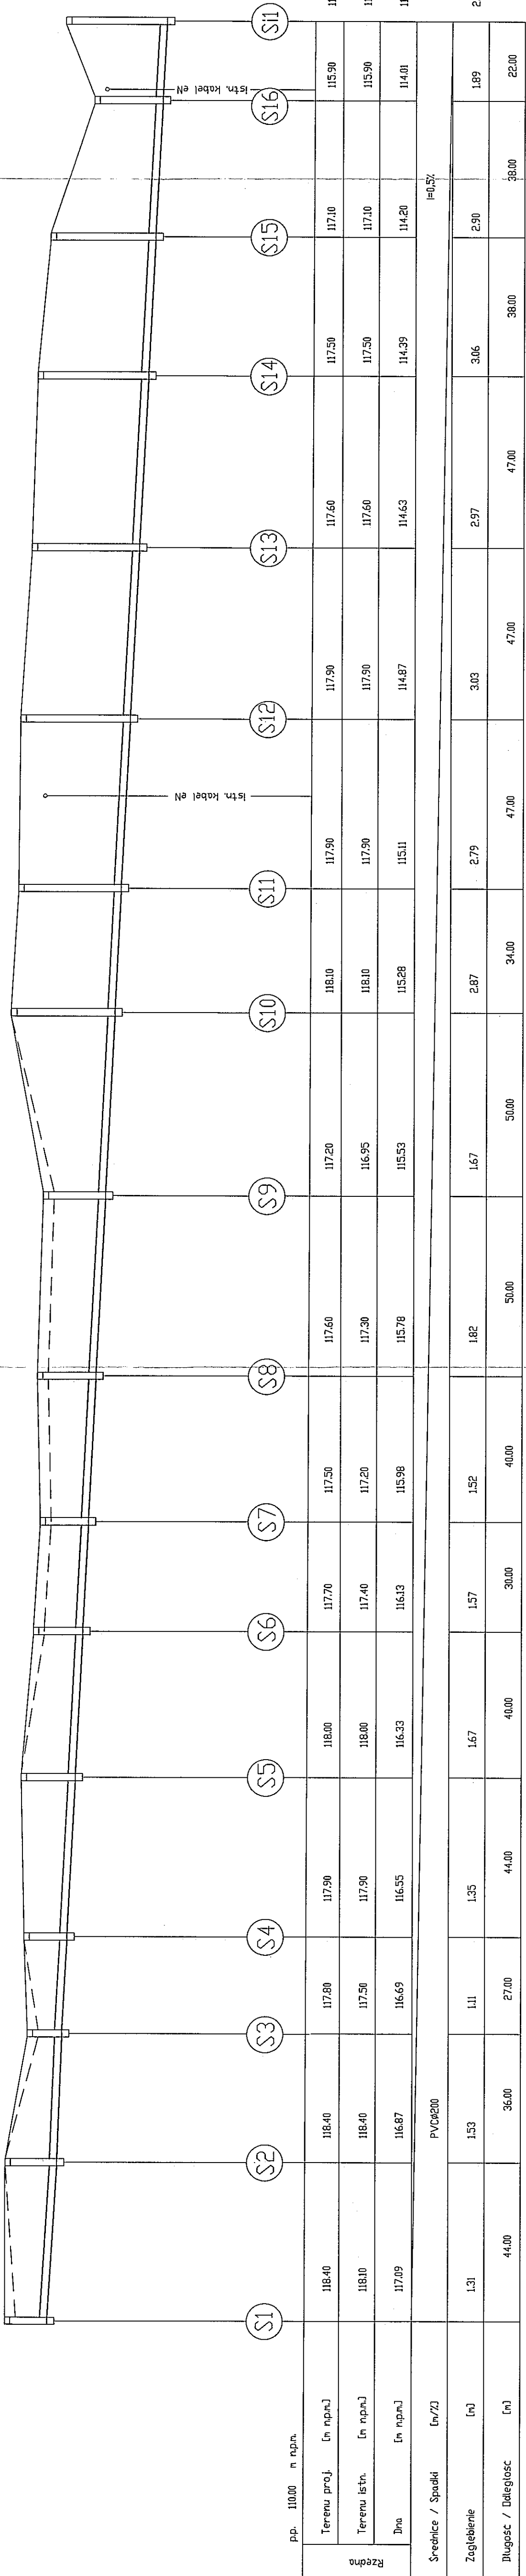 S1 S2 S3 S4 S5 S6 S7 S8 S9 S10 S11 S12 S13 S14 S15 S16 Si1
Istn. kabel eN
Istn. kabel eN
p.p. 110.00 m n.p.m.
Rzędna
Terenu proj. [m n.p.m.] 118.40 118.40 117.80 117.90 118.00 117.70 117.50 117.60 117.20 118.10 117.90 117.90 117.60 117.50 117.10 115.90
Terenu istn. [m n.p.m.] 118.10 118.40 117.50 117.90 118.00 117.40 117.20 117.30 116.95 118.10 117.90 117.90 117.60 117.50 117.10 115.90
Dna [m n.p.m.] 117.09 116.87 116.69 116.55 116.33 116.13 115.98 115.78 115.53 115.28 115.11 114.87 114.63 114.39 114.20 114.01
Srednice / Spadki [m/%] PVCø200 i=0,5%
Zagłebienie [m] 1.31 1.53 1.11 1.35 1.67 1.57 1.52 1.82 1.67 2.87 2.79 3.03 2.97 3.06 2.90 1.89
Długość / Odległosc [m] 44.00 36.00 27.00 44.00 40.00 30.00 40.00 50.00 50.00 34.00 47.00 47.00 47.00 38.00 38.00 22.00